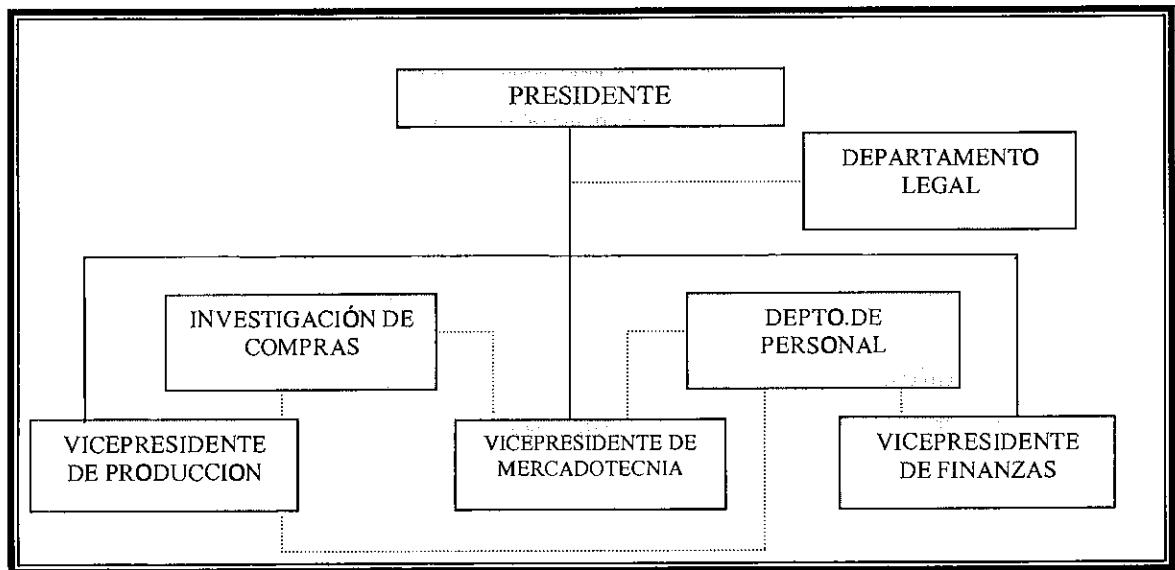 PRESIDENTE
DEPARTAMENTO
LEGAL
INVESTIGACIÓN DE
COMPRAS
DEPTO.DE
PERSONAL
VICEPRESIDENTE
DE PRODUCCION
VICEPRESIDENTE DE
MERCADOTECNIA
VICEPRESIDENTE
DE FINANZAS